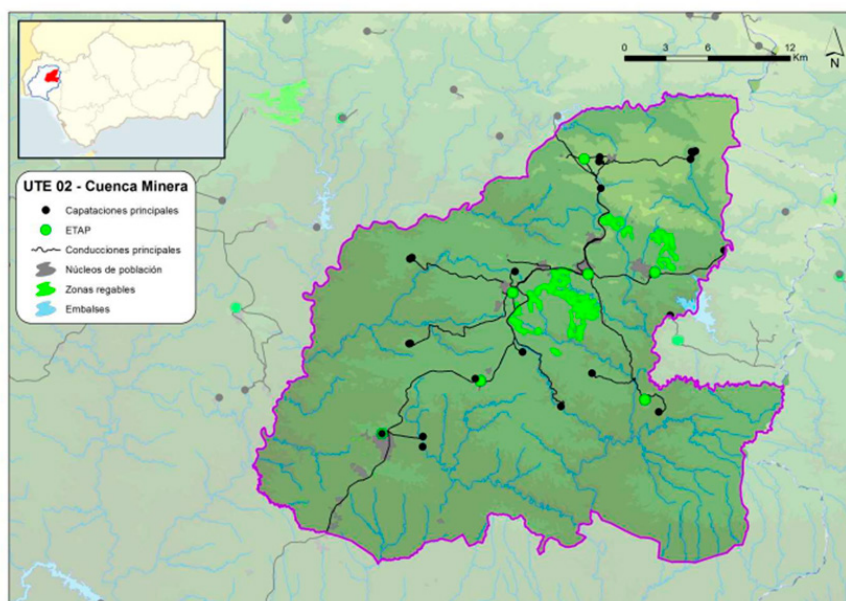 0 3 6 12
Km
N
UTE 02 - Cuenca Minera
Capataciones principales
ETAP
Conducciones principales
Núcleos de población
Zonas regables
Embalses